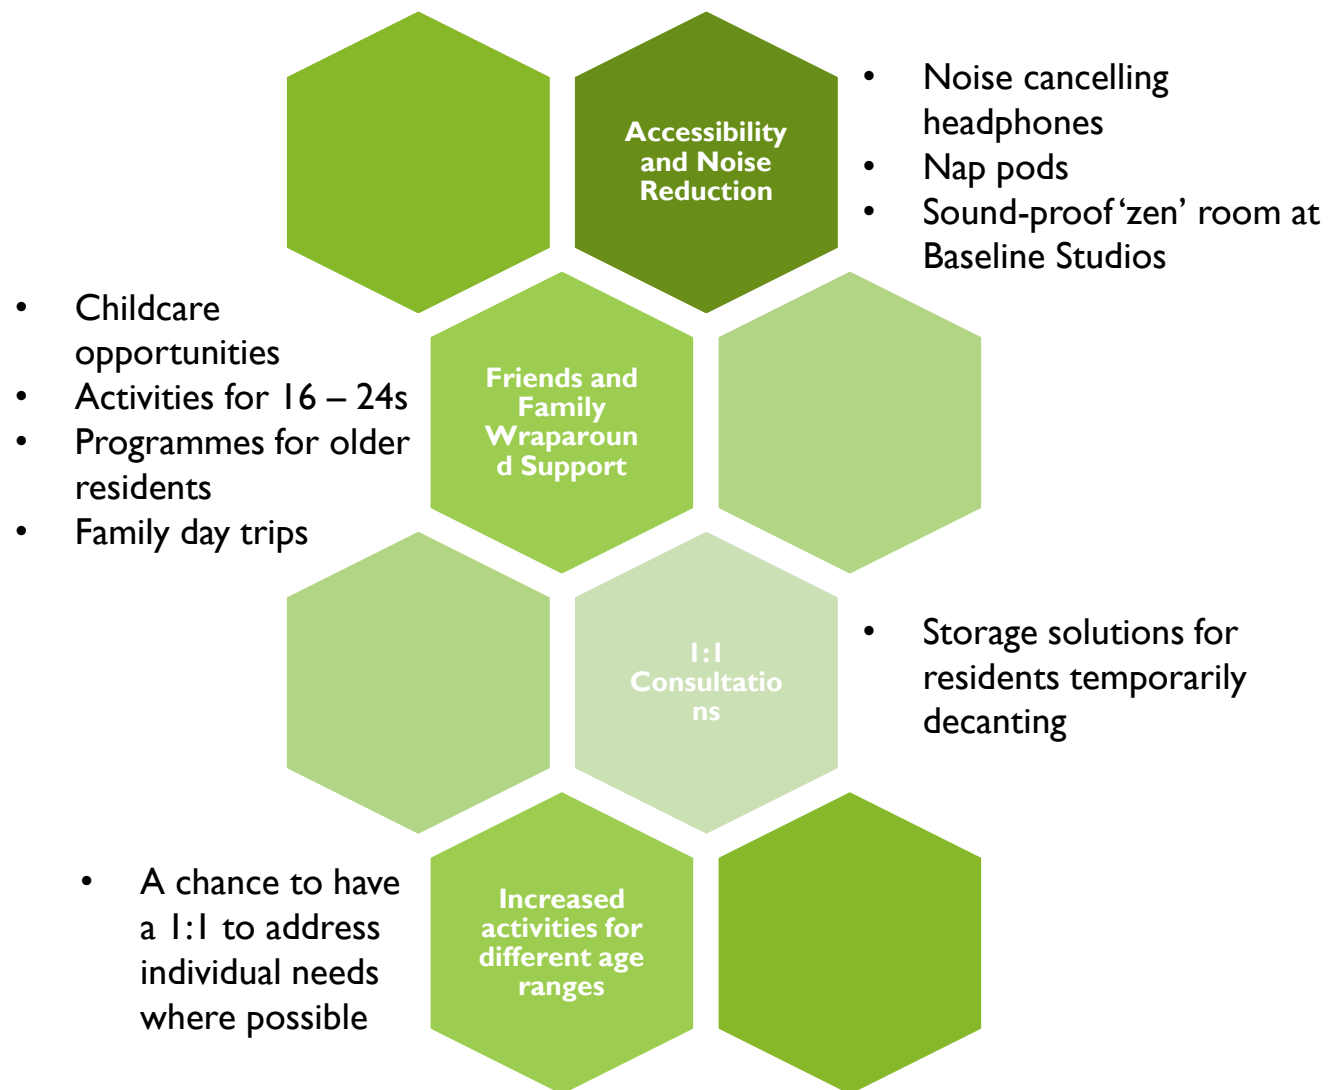 Accessibility
and Noise
Reduction
• Noise cancelling
headphones
• Nap pods
• Sound-proof ‘zen’ room at
Baseline Studios
• Childcare
opportunities
• Activities for 16 – 24s
• Programmes for older
residents
• Family day trips
Friends and
Family
Wraparoun
d Support
1:1
Consultatio
ns
• Storage solutions for
residents temporarily
decanting
• A chance to have
a 1:1 to address
individual needs
where possible
Increased
activities for
different age
ranges